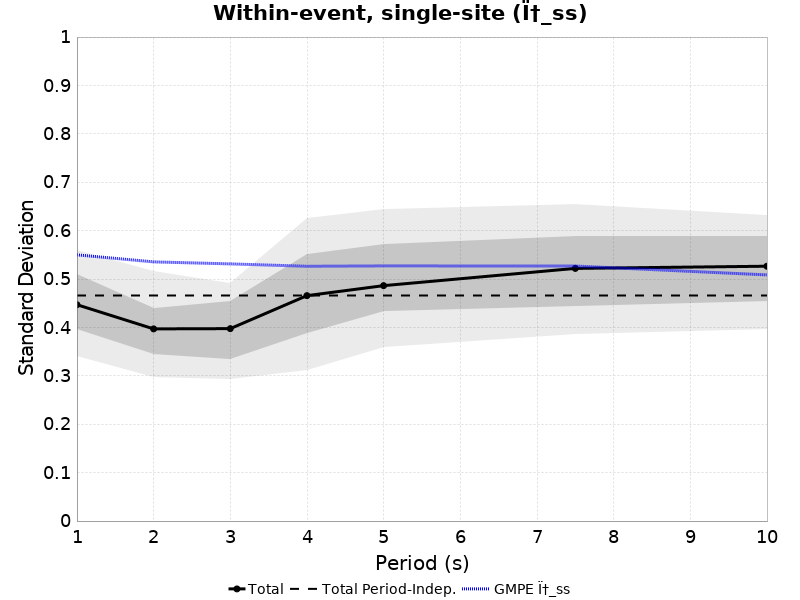 Within-event, single-site (Ï†_ss)
1
0.9
0.8
0.7
0.6
0.5
0.4
0.3
0.2
0.1
0
Standard Deviation
1 2 3 4 5 6 7 8 9 10
Period (s)
Total Total Period-Indep. GMPE Ï†_ss